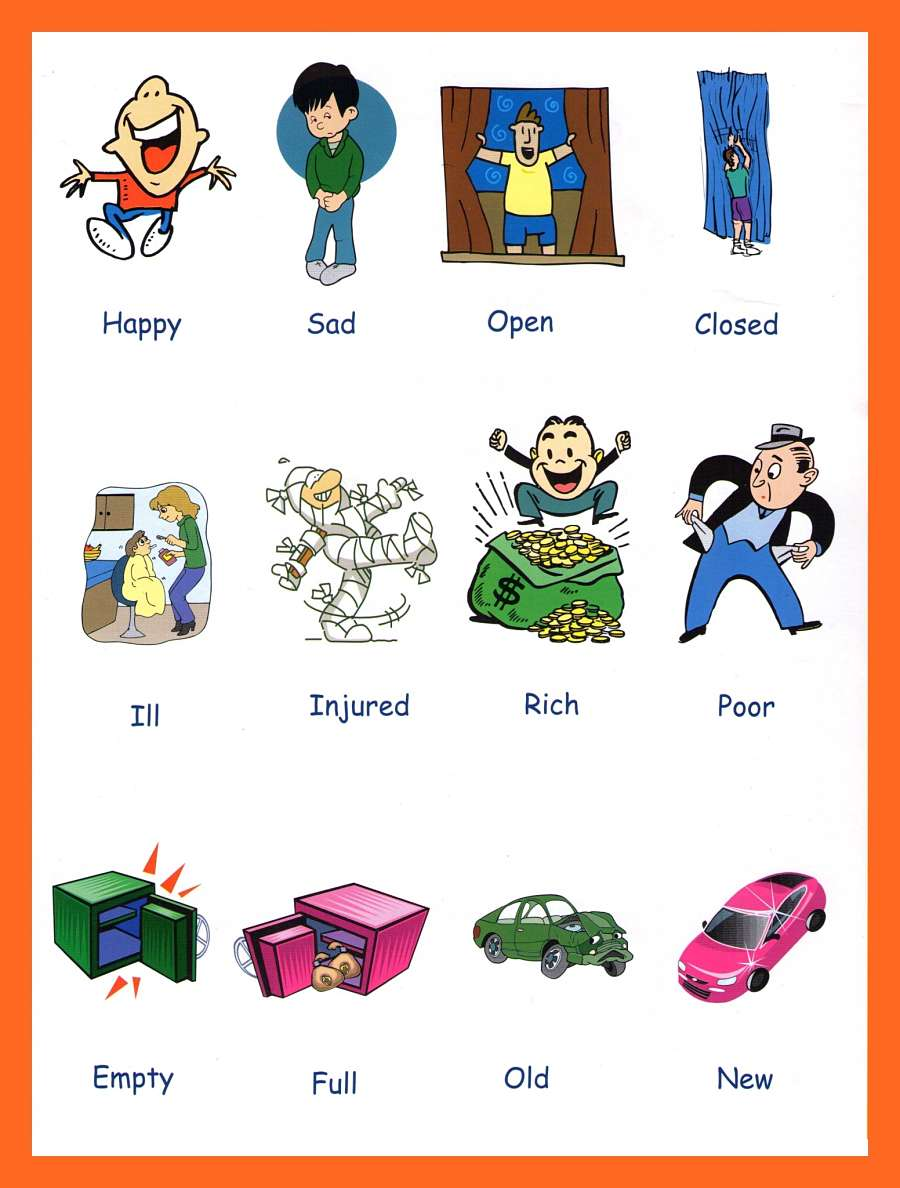 Happy Sad Open Closed
Ill Injured Rich Poor
$
Empty Full Old New